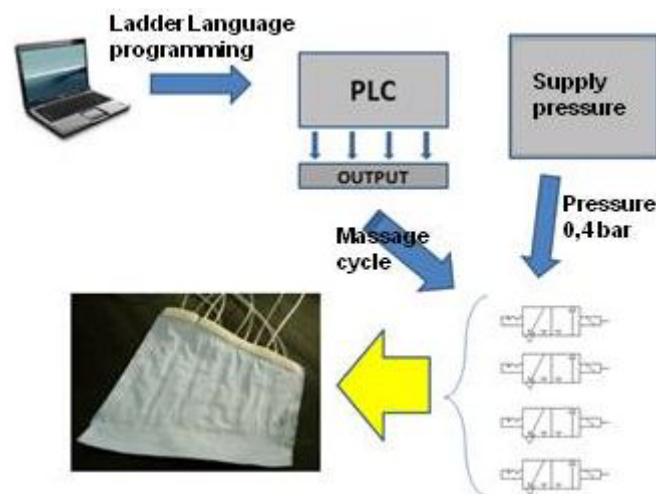 Ladder Language
programming
PLC
OUTPUT
Supply
pressure
Massage
cycle
Pressure
0,4 bar